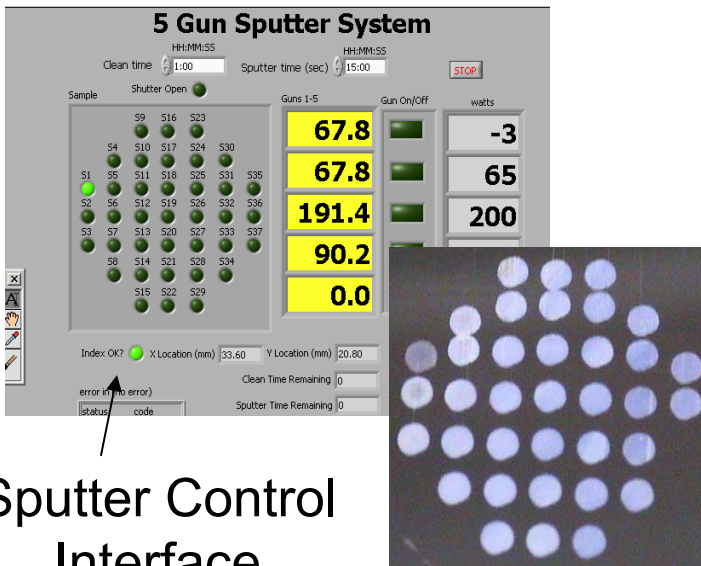 5 Gun Sputter System
HH:MM:SS HH:MM:SS
Clean time 1:00 Sputter time (sec) 15:00 STOP
Sample Shutter Open Guns 1-5 Gun On/Off watts
S9 S16 S23
S4 S10 S17 S24 S30
S1 S5 S11 S18 S25 S31 S35
S2 S6 S12 S19 S26 S32 S36
S3 S7 S13 S20 S27 S33 S37
S8 S14 S21 S28 S34
S15 S22 S29
67.8 -3
67.8 65
191.4 200
90.2
0.0
A
Index OK? X Location (mm) 33.60 Y Location (mm) 20.80
Clean Time Remaining 0
error in (no error)
status code Sputter Time Remaining 0
Sputter Control
Interface